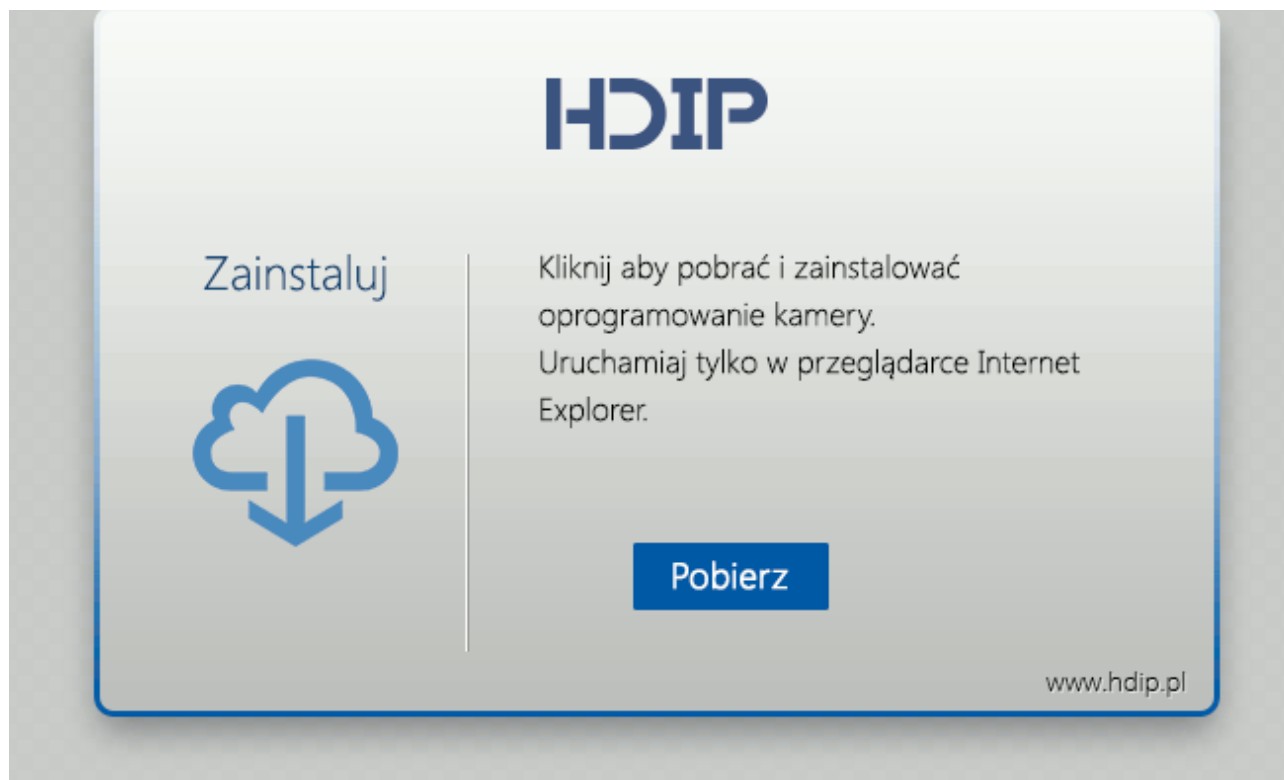 HDIP
Zainstaluj
Kliknij aby pobrać i zainstalować
oprogramowanie kamery.
Uruchamiaj tylko w przeglądarce Internet
Explorer.
Pobierz
www.hdip.pl